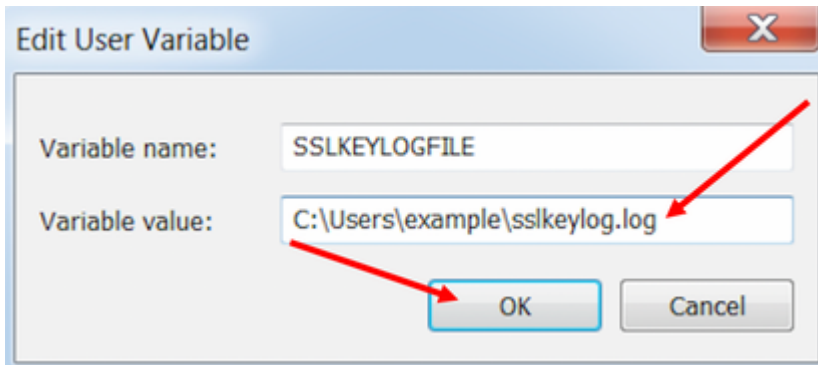 Edit User Variable
Variable name: SSLKEYLOGFILE
Variable value: C:\Users\example\sslkeylog.log
OK Cancel